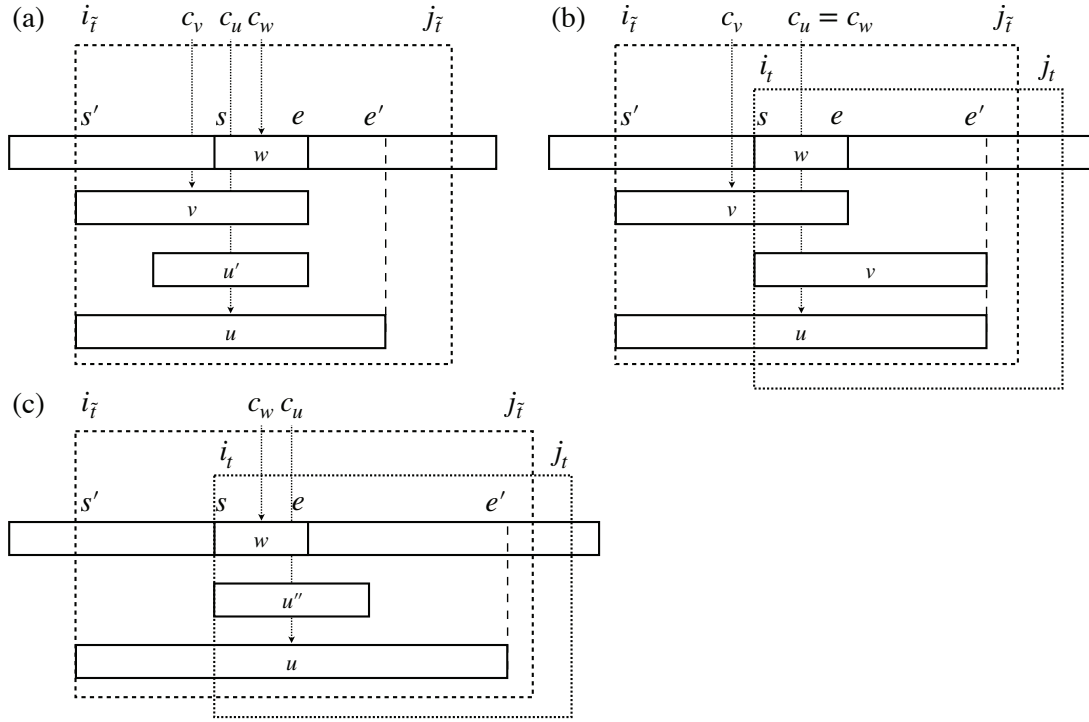 (a) i_t̃ c_v c_u c_w j_t̃
s′ s e e′
w
v
u′
u
(b) i_t̃ c_v c_u = c_w j_t̃
i_t j_t
s′ s e e′
w
v
v
u
(c) i_t̃ c_w c_u j_t̃
i_t j_t
s′ s e e′
w
u′′
u